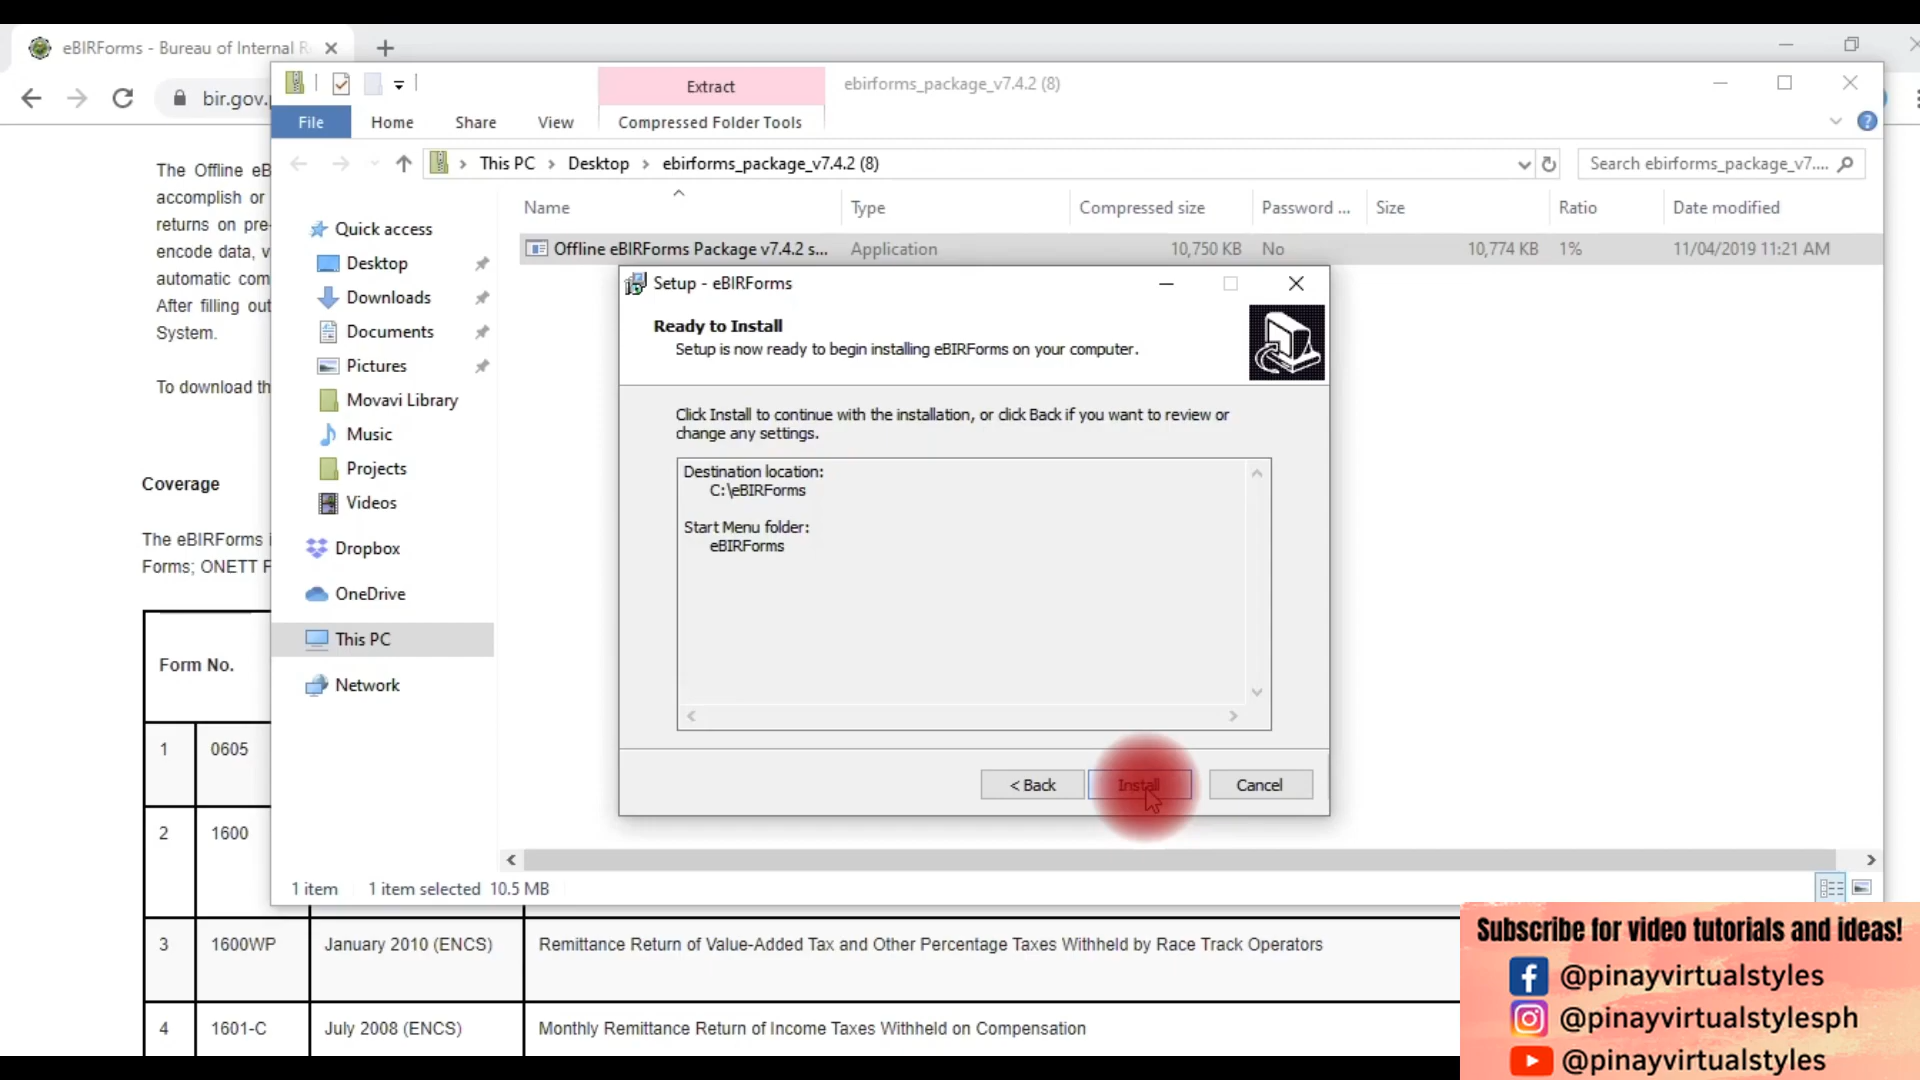 eBIRForms - Bureau of Internal R
bir.gov.
Extract
ebirforms_package_v7.4.2 (8)
File
Home
Share
View
Compressed Folder Tools
This PC
Desktop
ebirforms_package_v7.4.2 (8)
Search ebirforms_package_v7....
Name
Type
Compressed size
Password ...
Size
Ratio
Date modified
Offline eBIRForms Package v7.4.2 s...
Application
10,750 KB
No
10,774 KB
1%
11/04/2019 11:21 AM
Quick access
Desktop
Downloads
Documents
Pictures
Movavi Library
Music
Projects
Videos
Dropbox
OneDrive
This PC
Network
1 item
1 item selected 10.5 MB
Setup - eBIRForms
Ready to Install
Setup is now ready to begin installing eBIRForms on your computer.
Click Install to continue with the installation, or click Back if you want to review or
change any settings.
Destination location:
C:\eBIRForms
Start Menu folder:
eBIRForms
< Back
Install
Cancel
The Offline eB
accomplish or
returns on pre-
encode data, v
automatic com
After filling out
System.
To download th
Coverage
The eBIRForms i
Forms; ONETT F
Form No.
1
0605
2
1600
3
1600WP
January 2010 (ENCS)
Remittance Return of Value-Added Tax and Other Percentage Taxes Withheld by Race Track Operators
4
1601-C
July 2008 (ENCS)
Monthly Remittance Return of Income Taxes Withheld on Compensation
Subscribe for video tutorials and ideas!
@pinayvirtualstyles
@pinayvirtualstylesph
@pinayvirtualstyles